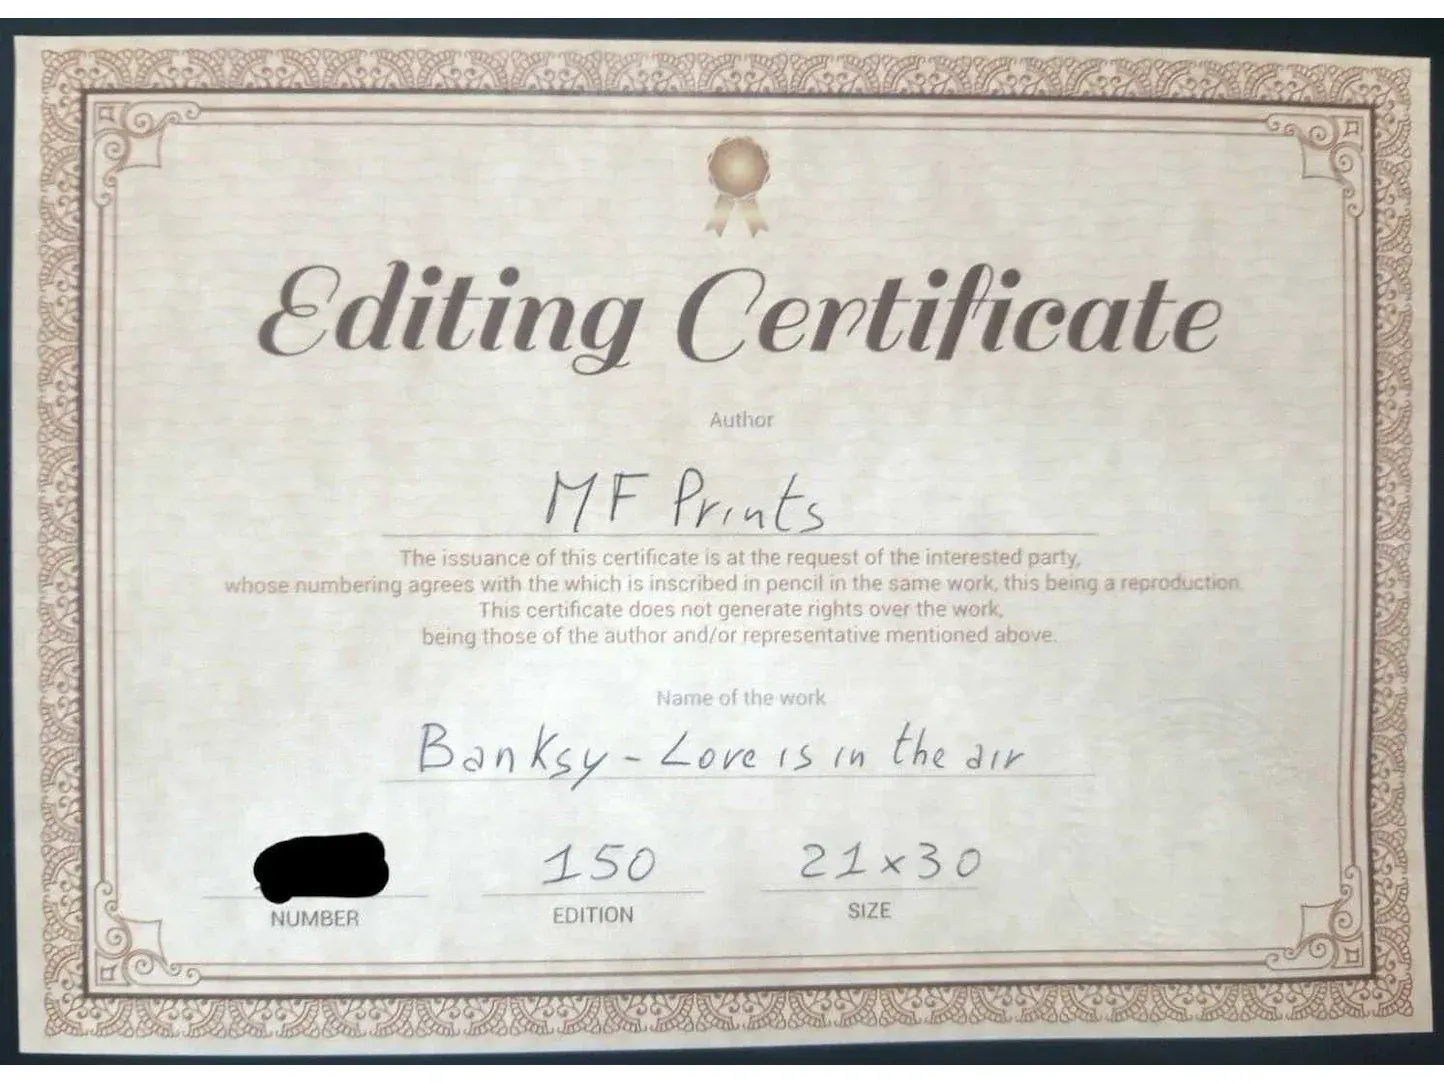 Editing Certificate
Author
MF Prints
The issuance of this certificate is at the request of the interested party,
whose numbering agrees with the which is inscribed in pencil in the same work, this being a reproduction.
This certificate does not generate rights over the work,
being those of the author and/or representative mentioned above.
Name of the work
Banksy - Love is in the air
150
21x30
NUMBER
EDITION
SIZE